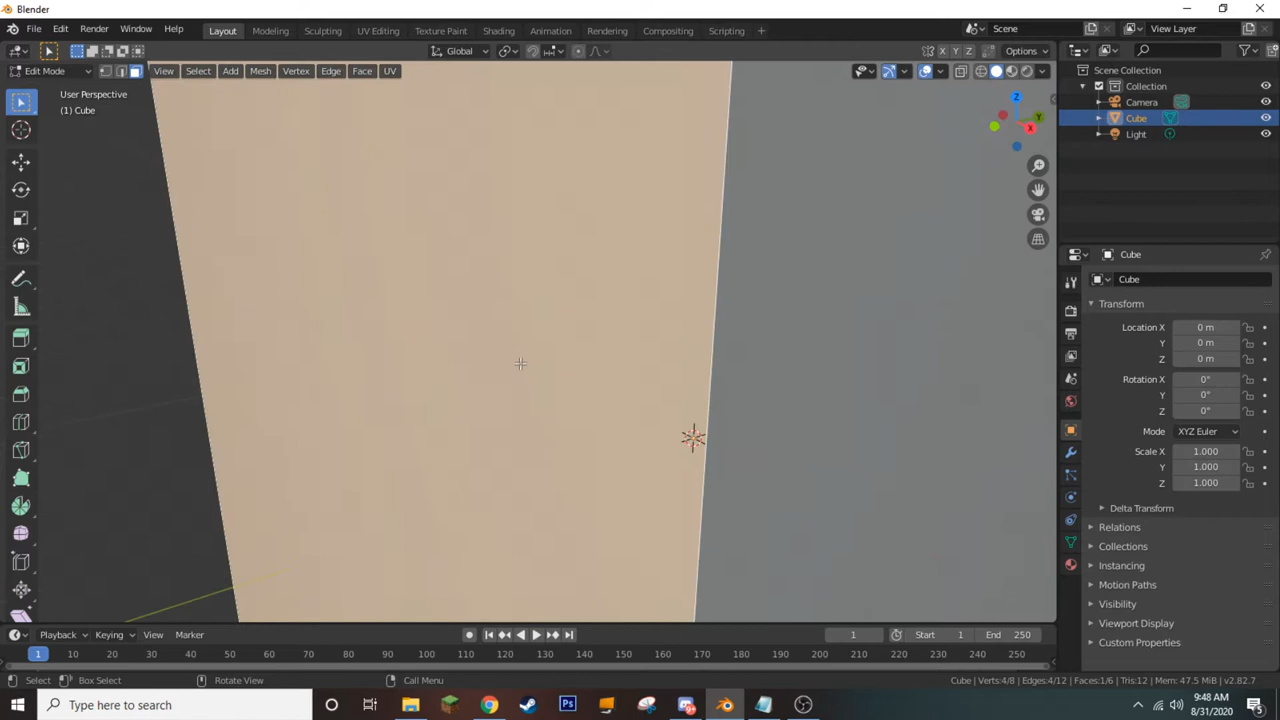 Blender
File Edit Render Window Help
Layout Modeling Sculpting UV Editing Texture Paint Shading Animation Rendering Compositing Scripting
Scene View Layer
Global Options
Edit Mode View Select Add Mesh Vertex Edge Face UV
X Y Z
User Perspective
(1) Cube
Z
Y
X
Scene Collection
Collection
Camera
Cube
Light
Cube
Cube
Transform
Location X 0 m
Y 0 m
Z 0 m
Rotation X 0°
Y 0°
Z 0°
Mode XYZ Euler
Scale X 1.000
Y 1.000
Z 1.000
Delta Transform
Relations
Collections
Instancing
Motion Paths
Visibility
Viewport Display
Custom Properties
Playback Keying View Marker 1 Start 1 End 250
1 10 20 30 40 50 60 70 80 90 100 110 120 130 140 150 160 170 180 190 200 210 220 230 240 250
Select Box Select Rotate View Call Menu Cube | Verts:4/8 | Edges:4/12 | Faces:1/6 | Tris:12 | Mem: 47.5 MiB | v2.82.7
Type here to search
Ps
9:48 AM
8/31/2020